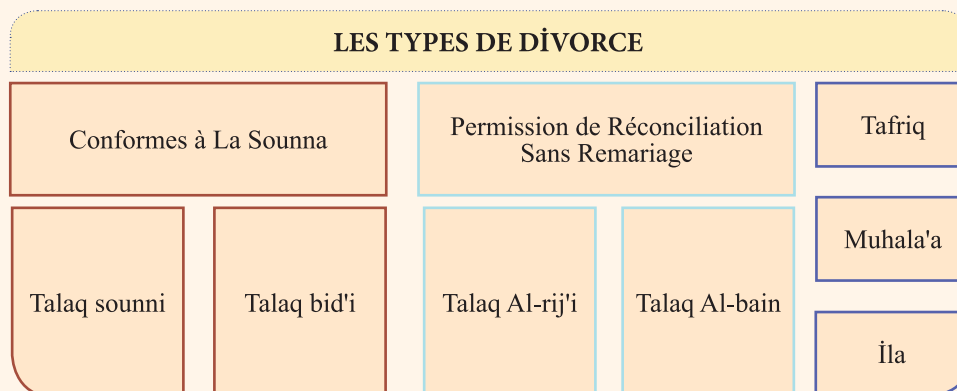 LES TYPES DE DİVORCE
Conformes à La Sounna
Permission de Réconciliation
Sans Remariage
Tafriq
Muhala'a
Talaq sounni
Talaq bid'i
Talaq Al-rij'i
Talaq Al-bain
İla